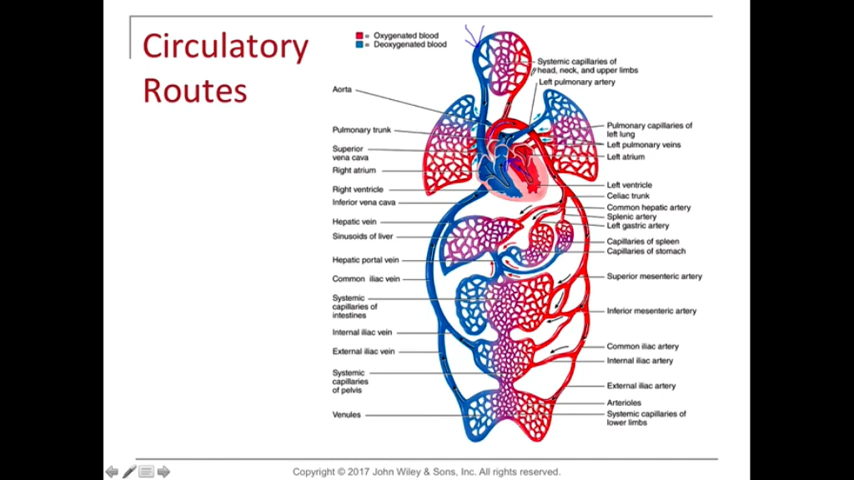 Circulatory
Routes
= Oxygenated blood
= Deoxygenated blood
Systemic capillaries of
head, neck, and upper limbs
Left pulmonary artery
Aorta
Pulmonary trunk
Superior
vena cava
Right atrium
Right ventricle
Inferior vena cava
Hepatic vein
Sinusoids of liver
Hepatic portal vein
Common iliac vein
Systemic
capillaries of
intestines
Internal iliac vein
External iliac vein
Systemic
capillaries
of pelvis
Venules
Pulmonary capillaries of
left lung
Left pulmonary veins
Left atrium
Left ventricle
Celiac trunk
Common hepatic artery
Splenic artery
Left gastric artery
Capillaries of spleen
Capillaries of stomach
Superior mesenteric artery
Inferior mesenteric artery
Common iliac artery
Internal iliac artery
External iliac artery
Arterioles
Systemic capillaries of
lower limbs
Copyright © 2017 John Wiley & Sons, Inc. All rights reserved.